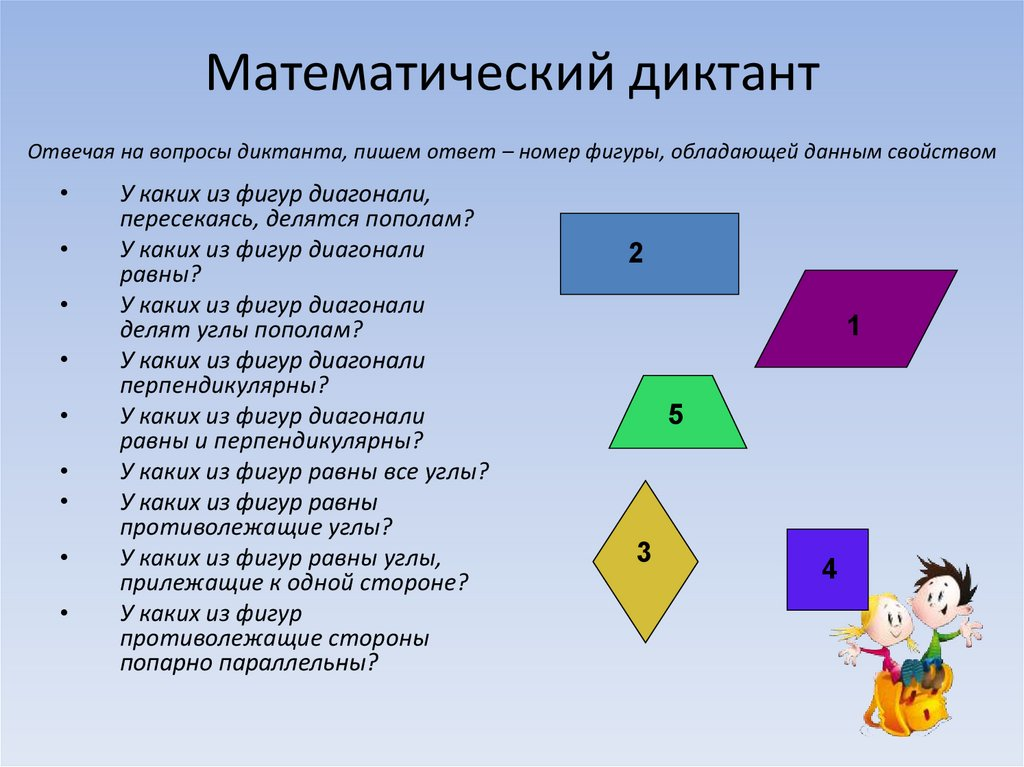 Математический диктант
Отвечая на вопросы диктанта, пишем ответ – номер фигуры, обладающей данным свойством
• У каких из фигур диагонали,
пересекаясь, делятся пополам?
• У каких из фигур диагонали
равны?
• У каких из фигур диагонали
делят углы пополам?
• У каких из фигур диагонали
перпендикулярны?
• У каких из фигур диагонали
равны и перпендикулярны?
• У каких из фигур равны все углы?
• У каких из фигур равны
противолежащие углы?
• У каких из фигур равны углы,
прилежащие к одной стороне?
• У каких из фигур
противолежащие стороны
попарно параллельны?
2
1
5
3
4